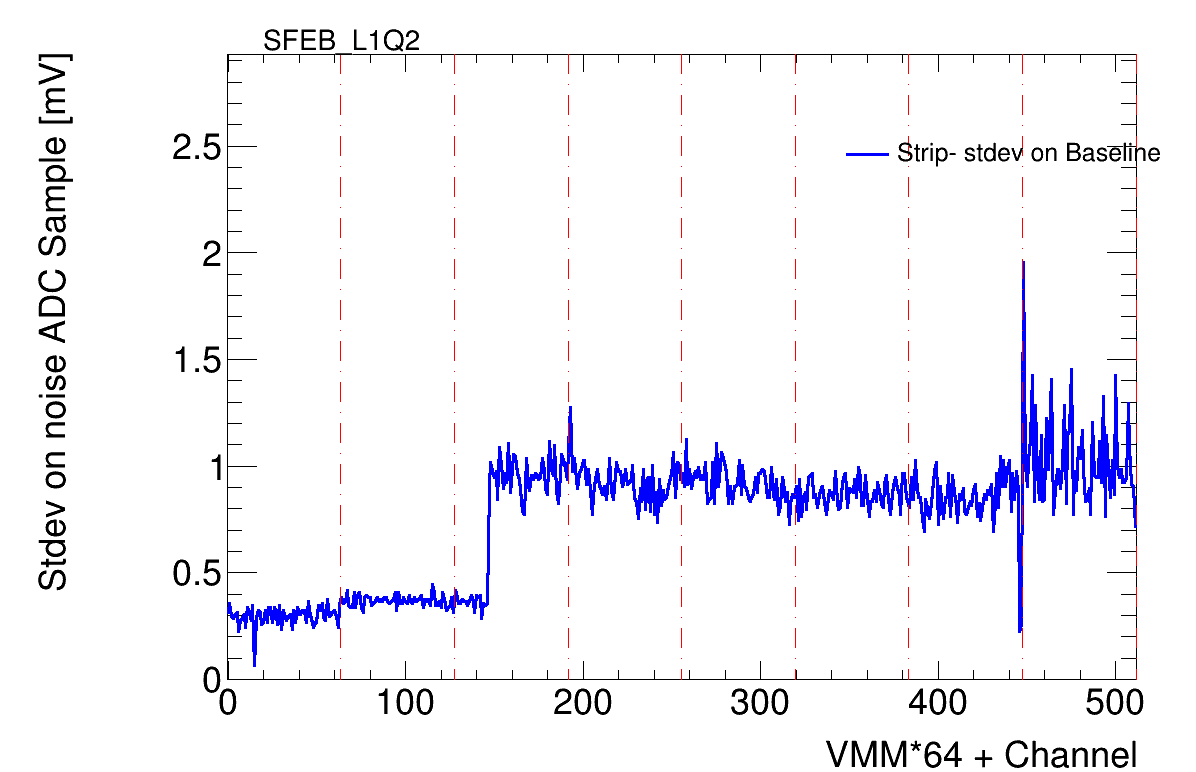 SFEB_L1Q2
Stdev on noise ADC Sample [mV]
2.5
2
1.5
1
0.5
0
Strip- stdev on Baseline
0 100 200 300 400 500
VMM*64 + Channel